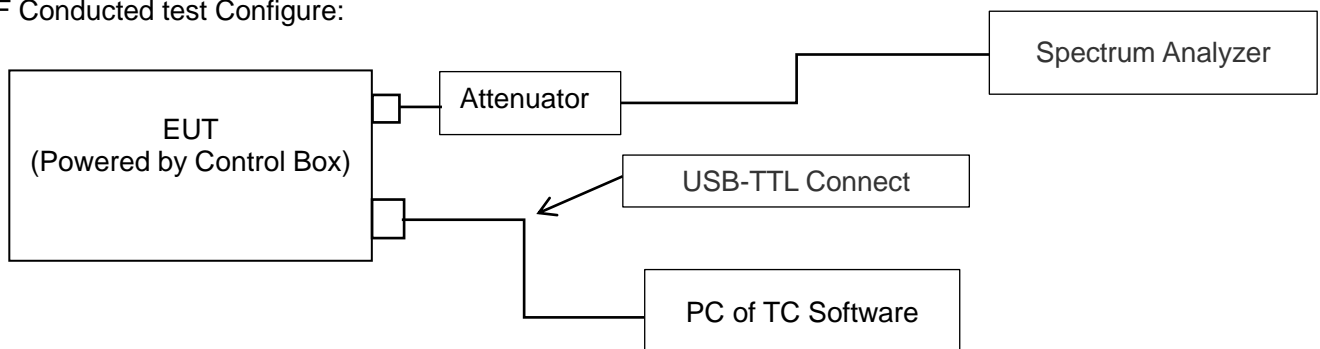 F Conducted test Configure:
Spectrum Analyzer
Attenuator
EUT
(Powered by Control Box)
USB-TTL Connect
PC of TC Software